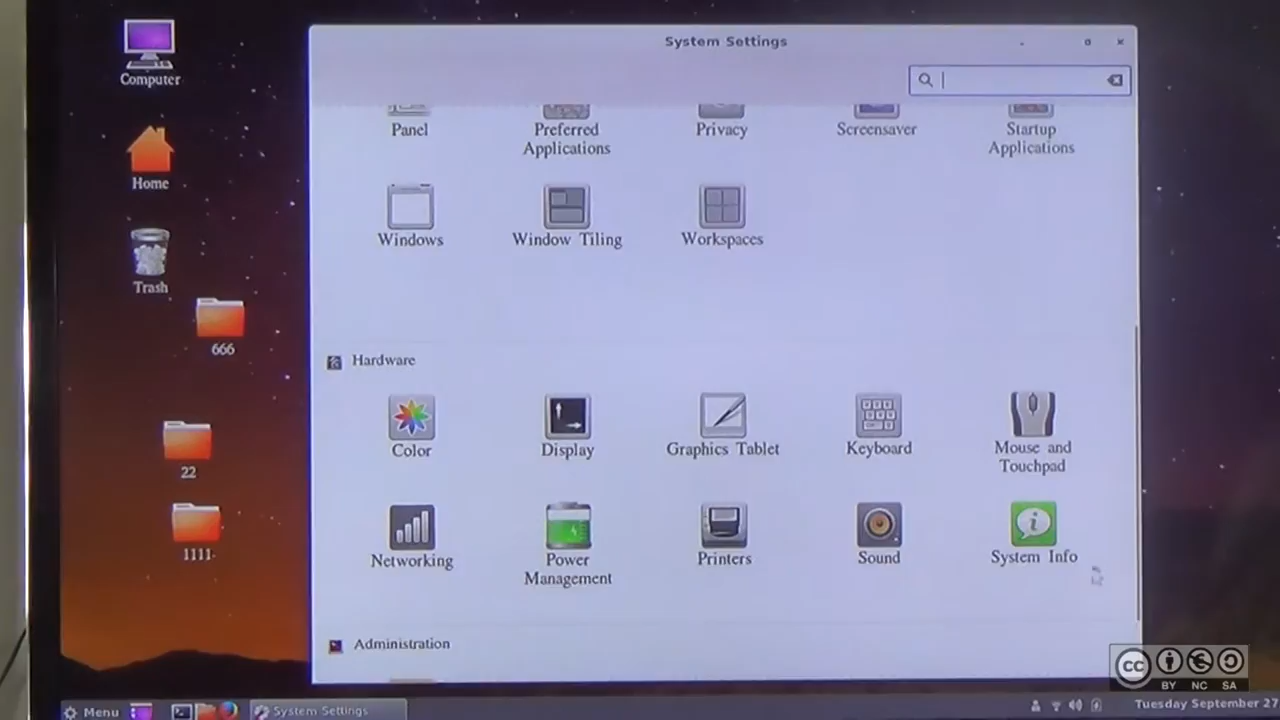 System Settings
Computer
Panel
Preferred Applications
Privacy
Screensaver
Startup Applications
Home
Windows
Window Tiling
Workspaces
Trash
666
Hardware
Color
Display
Graphics Tablet
Keyboard
Mouse and Touchpad
22
1111-
Networking
Power Management
Printers
Sound
System Info
Administration
cc
BY NC SA
Menu
System Settings
Tuesday September 27